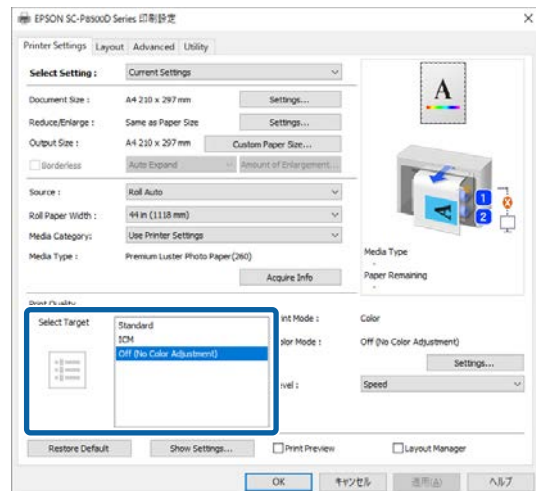 EPSON SC-P8500D Series 印刷設定
Printer Settings Layout Advanced Utility
Select Setting : Current Settings
Document Size : A4 210 x 297 mm Settings...
Reduce/Enlarge : Same as Paper Size Settings...
Output Size : A4 210 x 297 mm Custom Paper Size...
Borderless Auto Expand Amount of Enlargement...
Source : Roll Auto
Roll Paper Width : 44 in (1118 mm)
Media Category: Use Printer Settings
Media Type : Premium Luster Photo Paper(260)
Acquire Info
A
A
1
2
Media Type
-
Paper Remaining
-
Print Quality
Select Target
Standard
ICM
Off (No Color Adjustment)
int Mode : Color
olor Mode : Off (No Color Adjustment)
Settings...
evel : Speed
Restore Default Show Settings... Print Preview Layout Manager
OK キャンセル 適用(A) ヘルプ